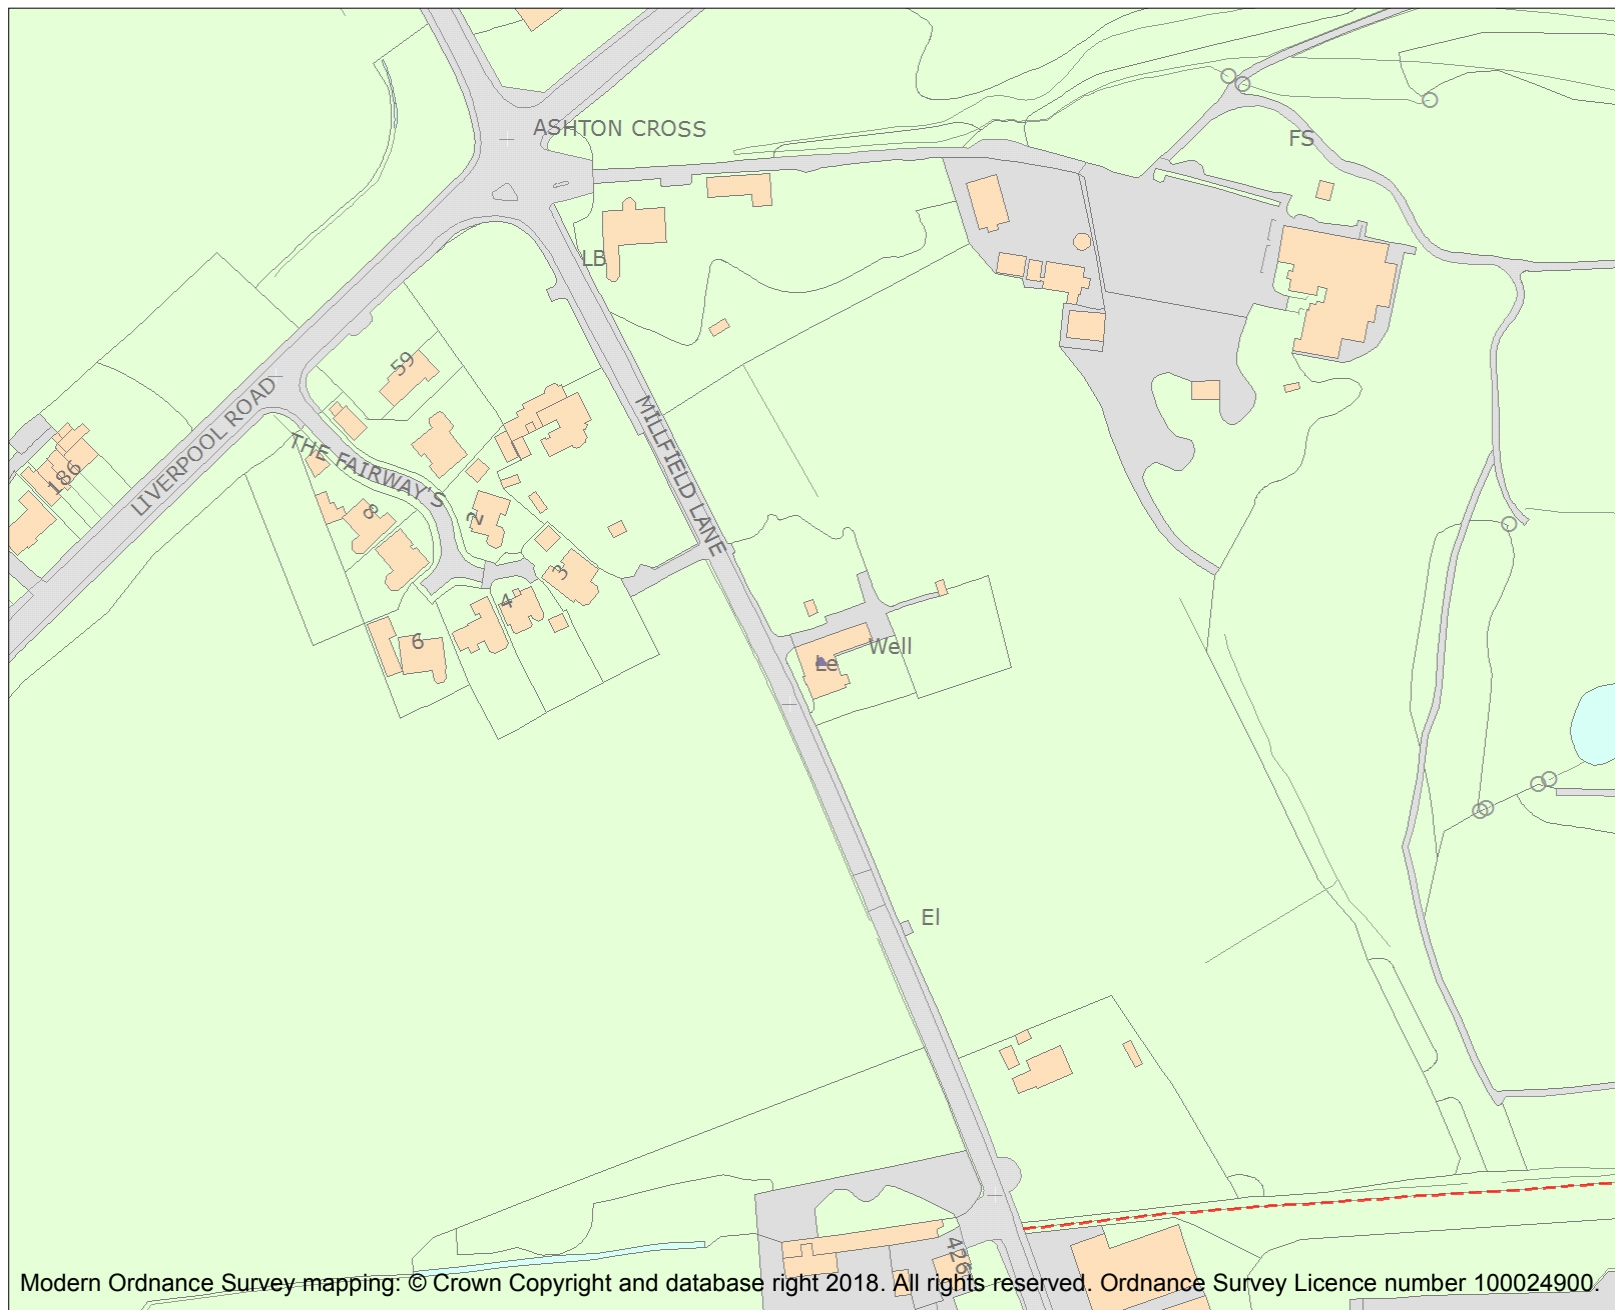 ASHTON CROSS
FS
LB
59
LIVERPOOL ROAD
MILLFIELD LANE
THE FAIRWAY'S
186
8
2
3
4
6
Well
Le
El
426
Modern Ordnance Survey mapping: © Crown Copyright and database right 2018. All rights reserved. Ordnance Survey Licence number 100024900.